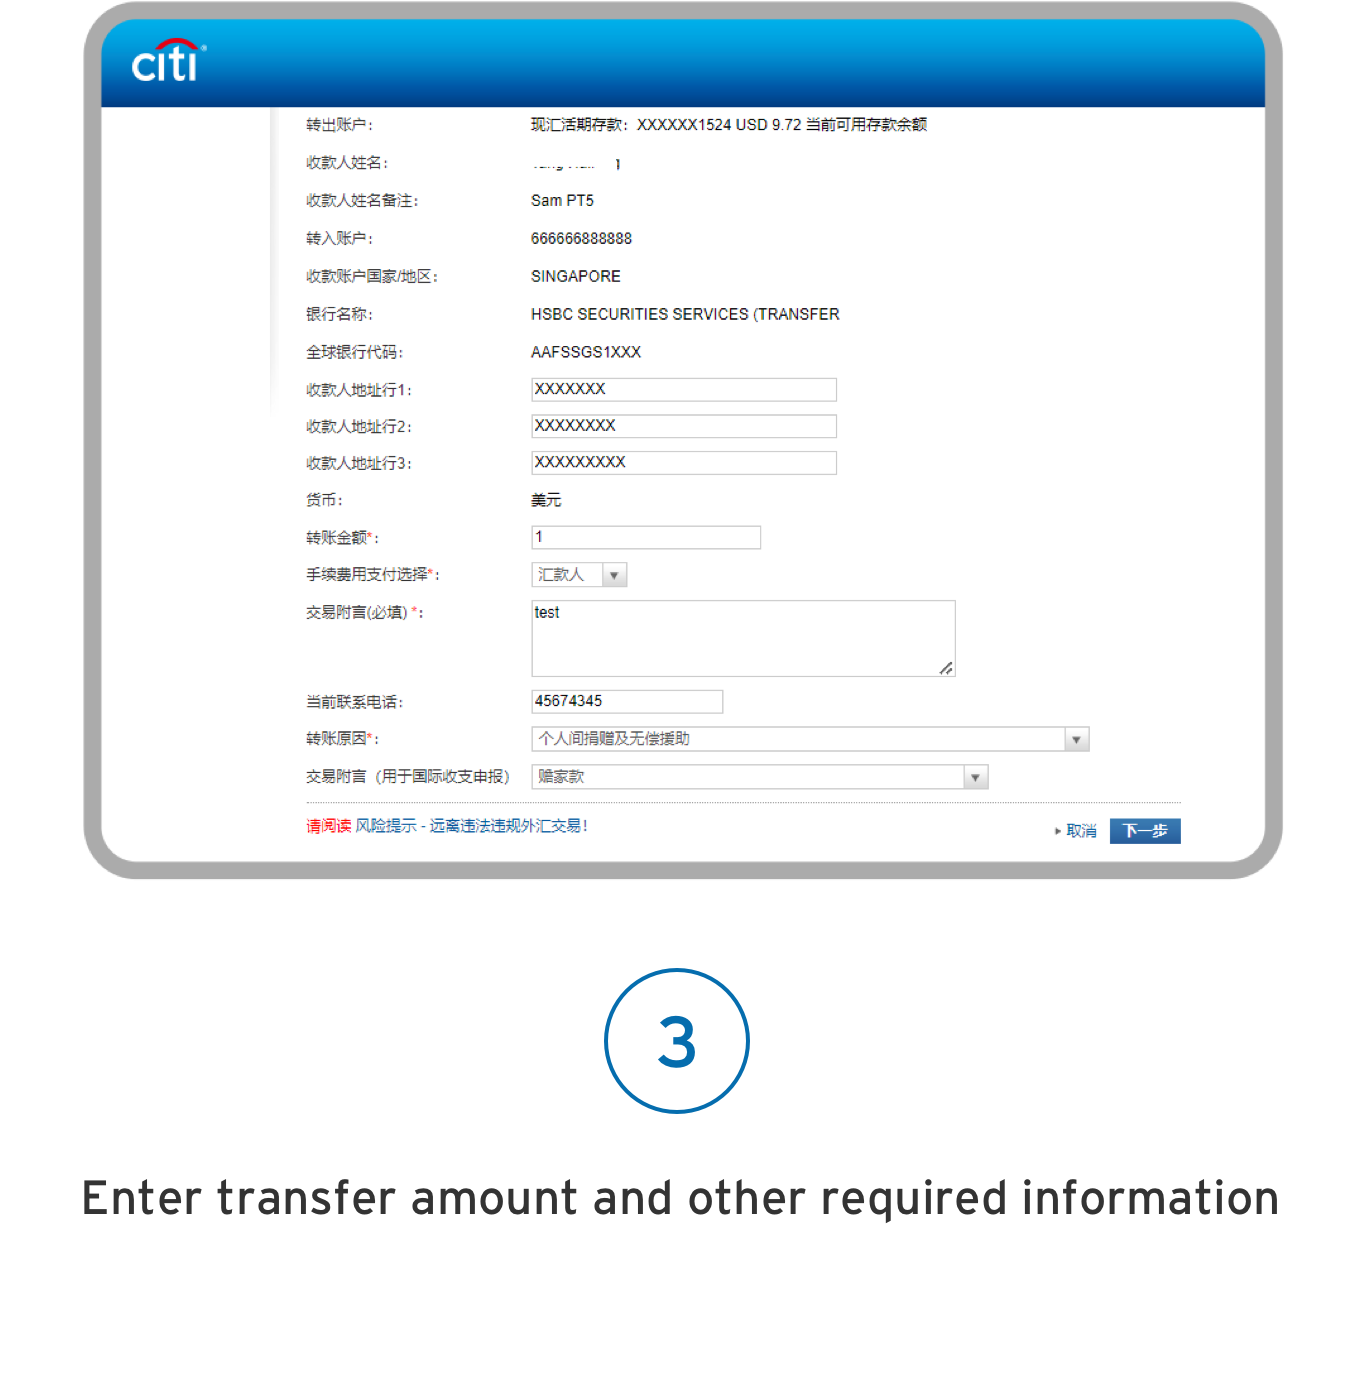 citi
转出账户： 现汇活期存款：XXXXXX1524 USD 9.72 当前可用存款余额
收款人姓名：
收款人姓名备注： Sam PT5
转入账户： 666666888888
收款账户国家/地区： SINGAPORE
银行名称： HSBC SECURITIES SERVICES (TRANSFER
全球银行代码： AAFSSGS1XXX
收款人地址行1： XXXXXXX
收款人地址行2： XXXXXXXX
收款人地址行3： XXXXXXXXX
货币： 美元
转账金额*： 1
手续费用支付选择*： 汇款人
交易附言(必填) *： test
当前联系电话： 45674345
转账原因*： 个人间捐赠及无偿援助
交易附言（用于国际收支申报） 赡家款
请阅读 风险提示 - 远离违法违规外汇交易！
取消 下一步
3
Enter transfer amount and other required information